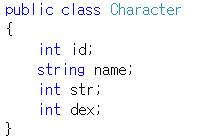 public class Character
{
    int id;
    string name;
    int str;
    int dex;
}